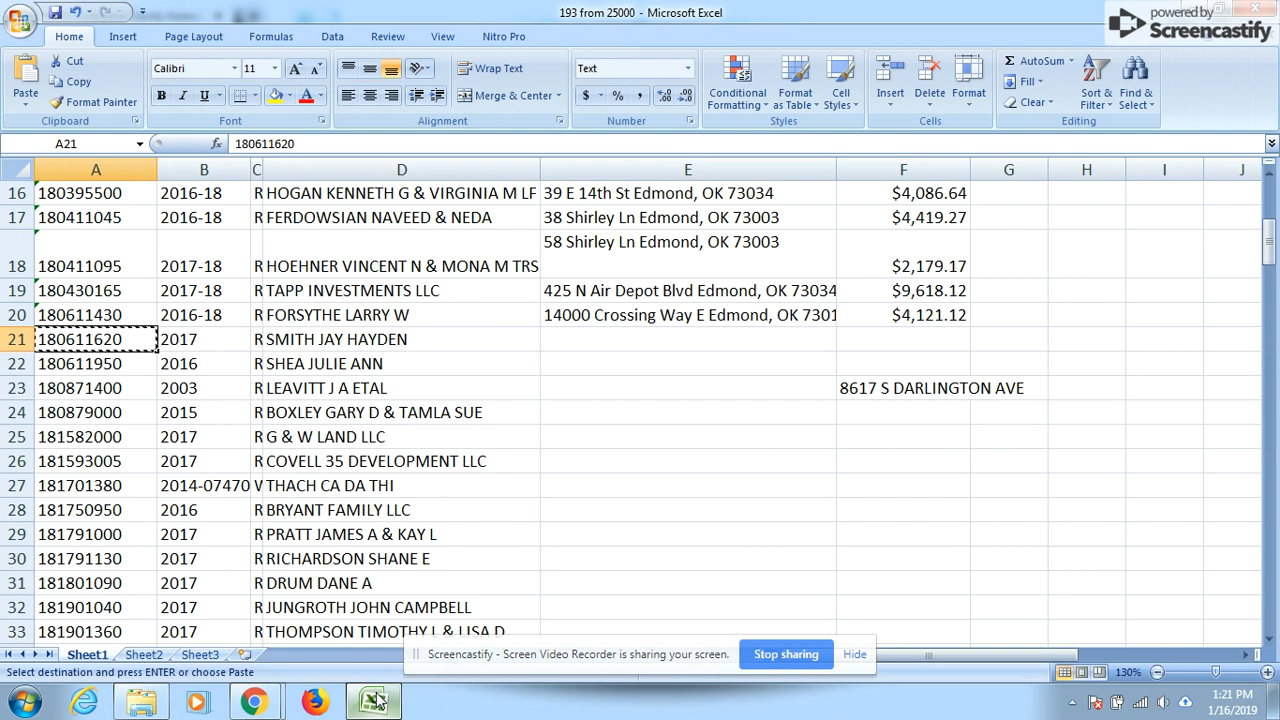 193 from 25000 - Microsoft Excel
powered by
Screencastify
Home Insert Page Layout Formulas Data Review View Nitro Pro
Paste
Cut
Copy
Format Painter
Clipboard
Calibri 11
B I U
Font
Wrap Text
Merge & Center
Alignment
Text
$ % ,
Number
Conditional Formatting
Format as Table
Cell Styles
Styles
Insert Delete Format
Cells
AutoSum
Fill
Clear
Sort & Filter
Find & Select
Editing
A21 fx 180611620
A B C D E F G H I J
16 180395500 2016-18 R HOGAN KENNETH G & VIRGINIA M LF 39 E 14th St Edmond, OK 73034 $4,086.64
17 180411045 2016-18 R FERDOWSIAN NAVEED & NEDA 38 Shirley Ln Edmond, OK 73003 $4,419.27
58 Shirley Ln Edmond, OK 73003
18 180411095 2017-18 R HOEHNER VINCENT N & MONA M TRS $2,179.17
19 180430165 2017-18 R TAPP INVESTMENTS LLC 425 N Air Depot Blvd Edmond, OK 73034 $9,618.12
20 180611430 2016-18 R FORSYTHE LARRY W 14000 Crossing Way E Edmond, OK 7301 $4,121.12
21 180611620 2017 R SMITH JAY HAYDEN
22 180611950 2016 R SHEA JULIE ANN
23 180871400 2003 R LEAVITT J A ETAL 8617 S DARLINGTON AVE
24 180879000 2015 R BOXLEY GARY D & TAMLA SUE
25 181582000 2017 R G & W LAND LLC
26 181593005 2017 R COVELL 35 DEVELOPMENT LLC
27 181701380 2014-07470 W THACH CA DA THI
28 181750950 2016 R BRYANT FAMILY LLC
29 181791000 2017 R PRATT JAMES A & KAY L
30 181791130 2017 R RICHARDSON SHANE E
31 181801090 2017 R DRUM DANE A
32 181901040 2017 R JUNGROTH JOHN CAMPBELL
33 181901360 2017 R THOMPSON TIMOTHY L & LISA D
Sheet1 Sheet2 Sheet3
Screencastify - Screen Video Recorder is sharing your screen. Stop sharing Hide
Select destination and press ENTER or choose Paste 130%
1:21 PM
1/16/2019